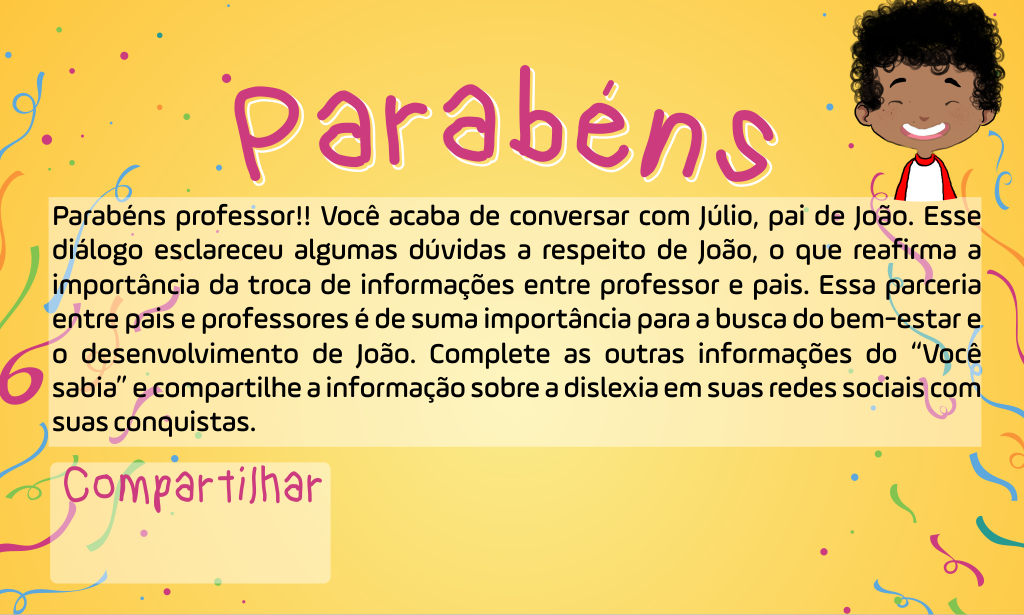 Parabéns
Parabéns professor!! Você acaba de conversar com Júlio, pai de João. Esse
diálogo esclareceu algumas dúvidas a respeito de João, o que reafirma a
importância da troca de informações entre professor e pais. Essa parceria
entre pais e professores é de suma importância para a busca do bem-estar e
o desenvolvimento de João. Complete as outras informações do “Você
sabia” e compartilhe a informação sobre a dislexia em suas redes sociais com
suas conquistas.
Compartilhar